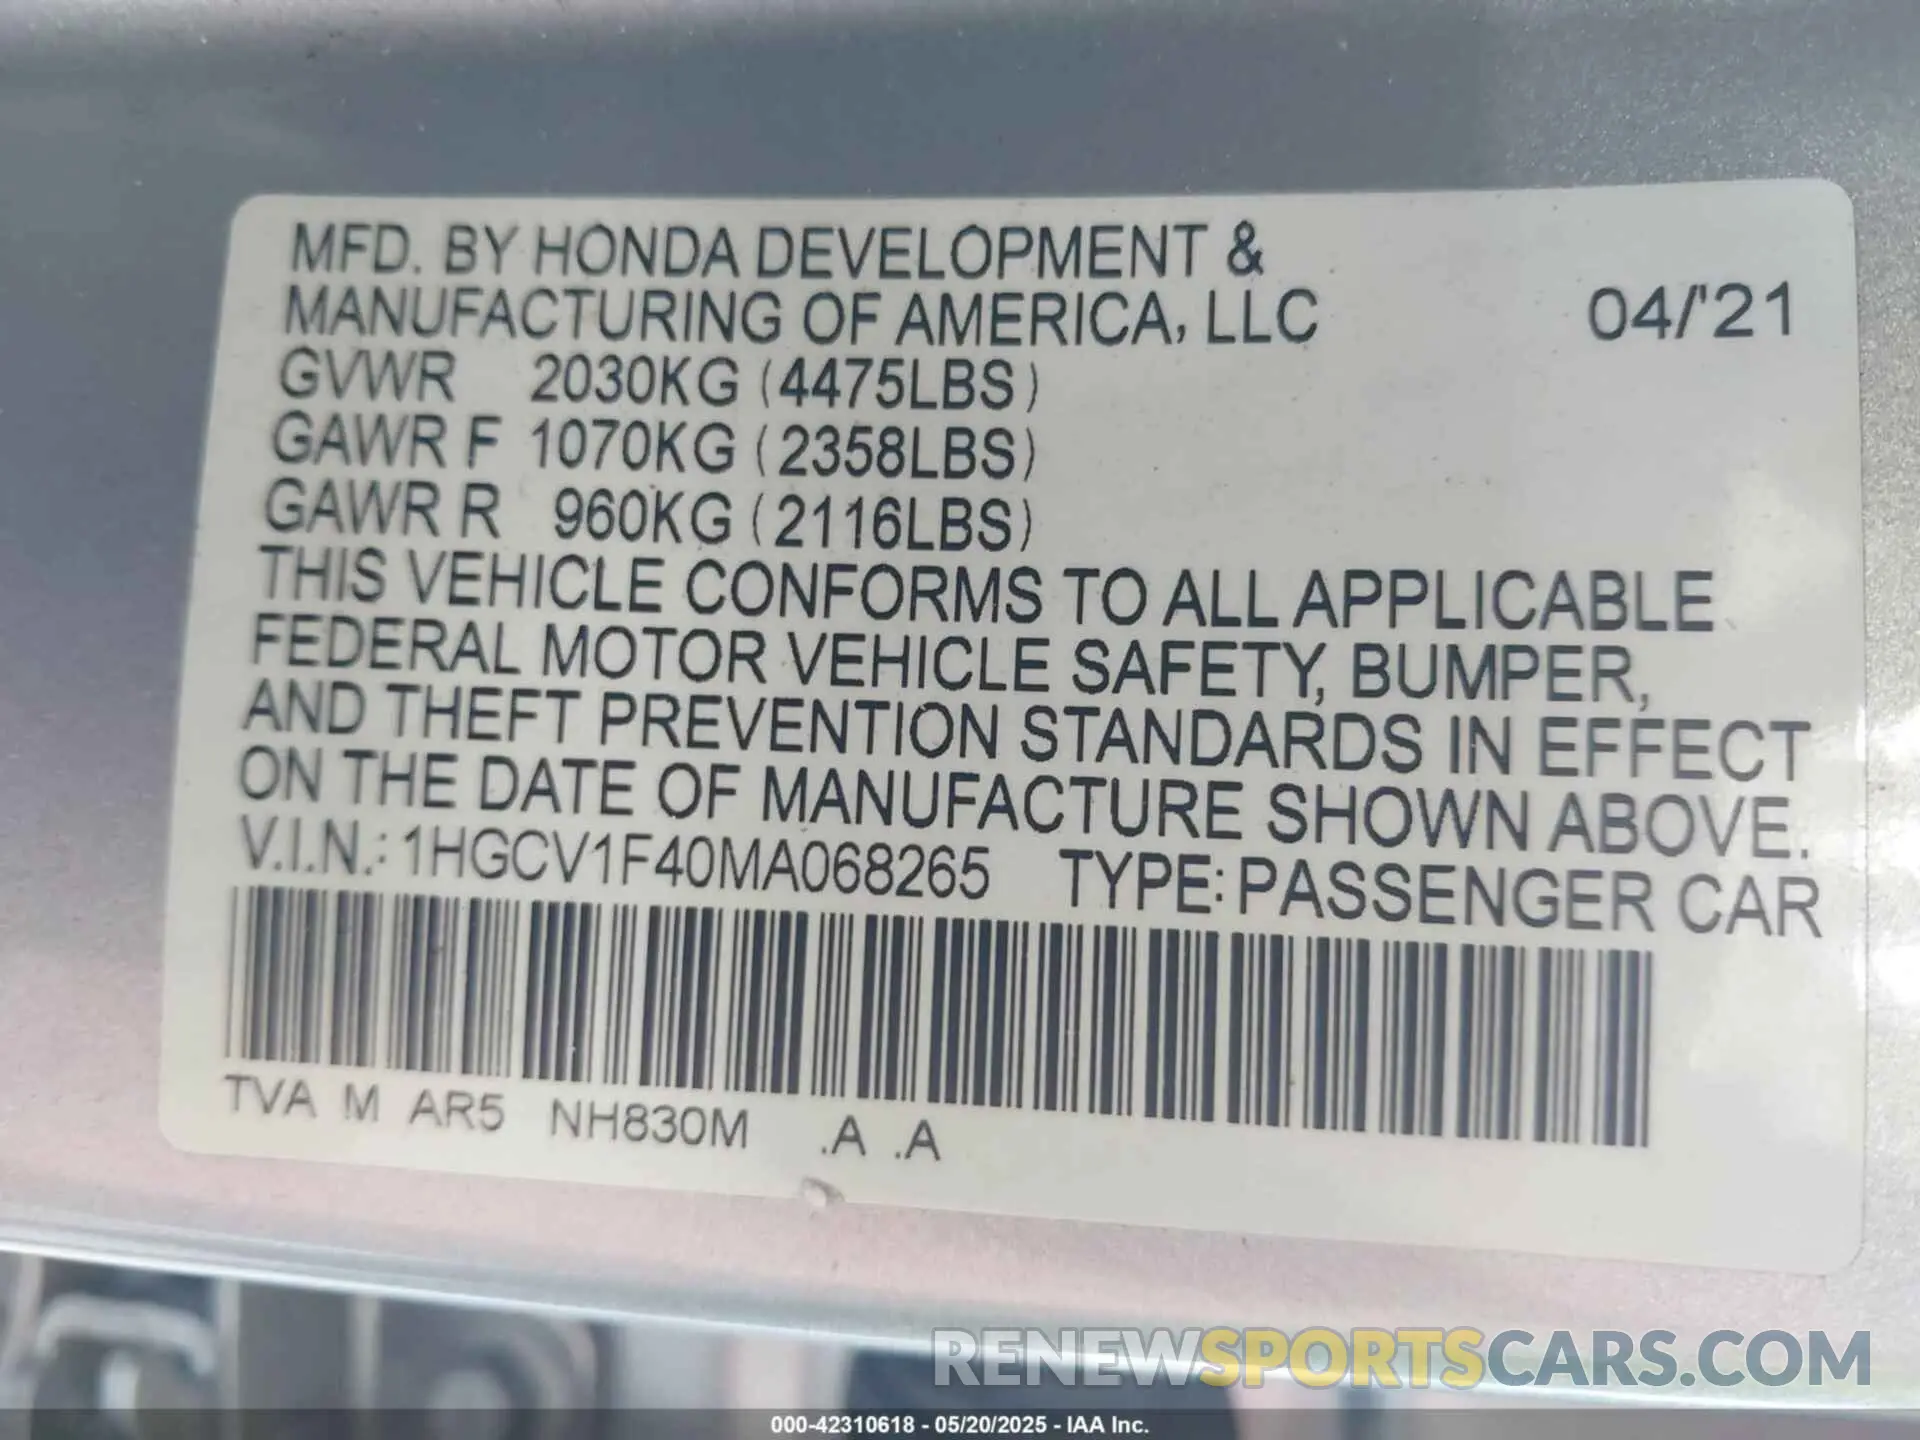 MFD. BY HONDA DEVELOPMENT &
MANUFACTURING OF AMERICA, LLC 04/'21
GVWR 2030KG (4475LBS)
GAWR F 1070KG (2358LBS)
GAWR R 960KG (2116LBS)
THIS VEHICLE CONFORMS TO ALL APPLICABLE
FEDERAL MOTOR VEHICLE SAFETY, BUMPER,
AND THEFT PREVENTION STANDARDS IN EFFECT
ON THE DATE OF MANUFACTURE SHOWN ABOVE.
V.I.N.: 1HGCV1F40MA068265 TYPE: PASSENGER CAR
TVA M AR5 NH830M .A .A
RENEWSPORTSCARS.COM
000-42310618 - 05/20/2025 - IAA Inc.